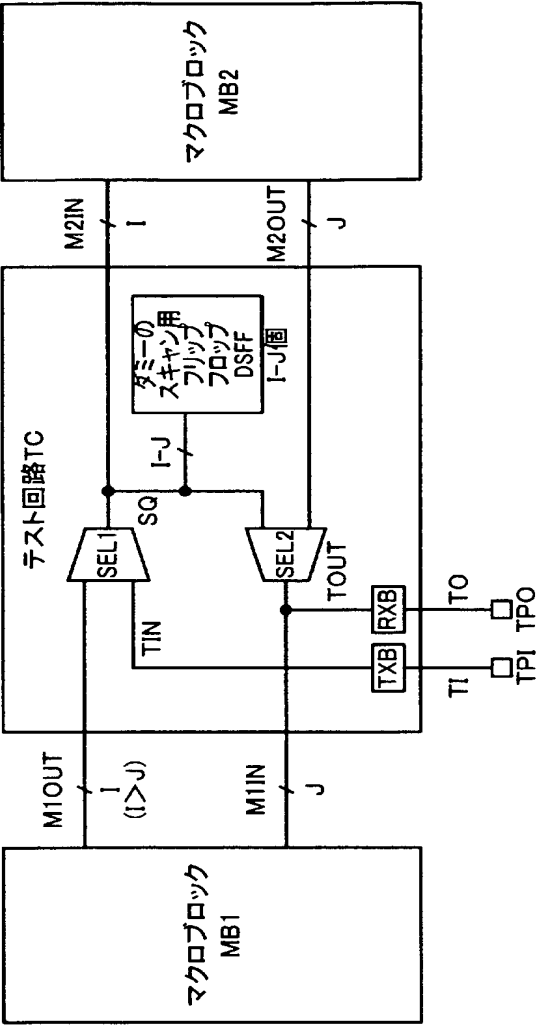 マクロブロック
MB1
M1OUT
I
(I>J)
M1IN
J
テスト回路TC
SEL1
TIN
SQ
I-J
ダミーの
スキャン用
フリップ
フロップ
DSFF
I-J個
SEL2
TOUT
TXB
RXB
TI
TO
TPI
TPO
M2IN
I
M2OUT
J
マクロブロック
MB2